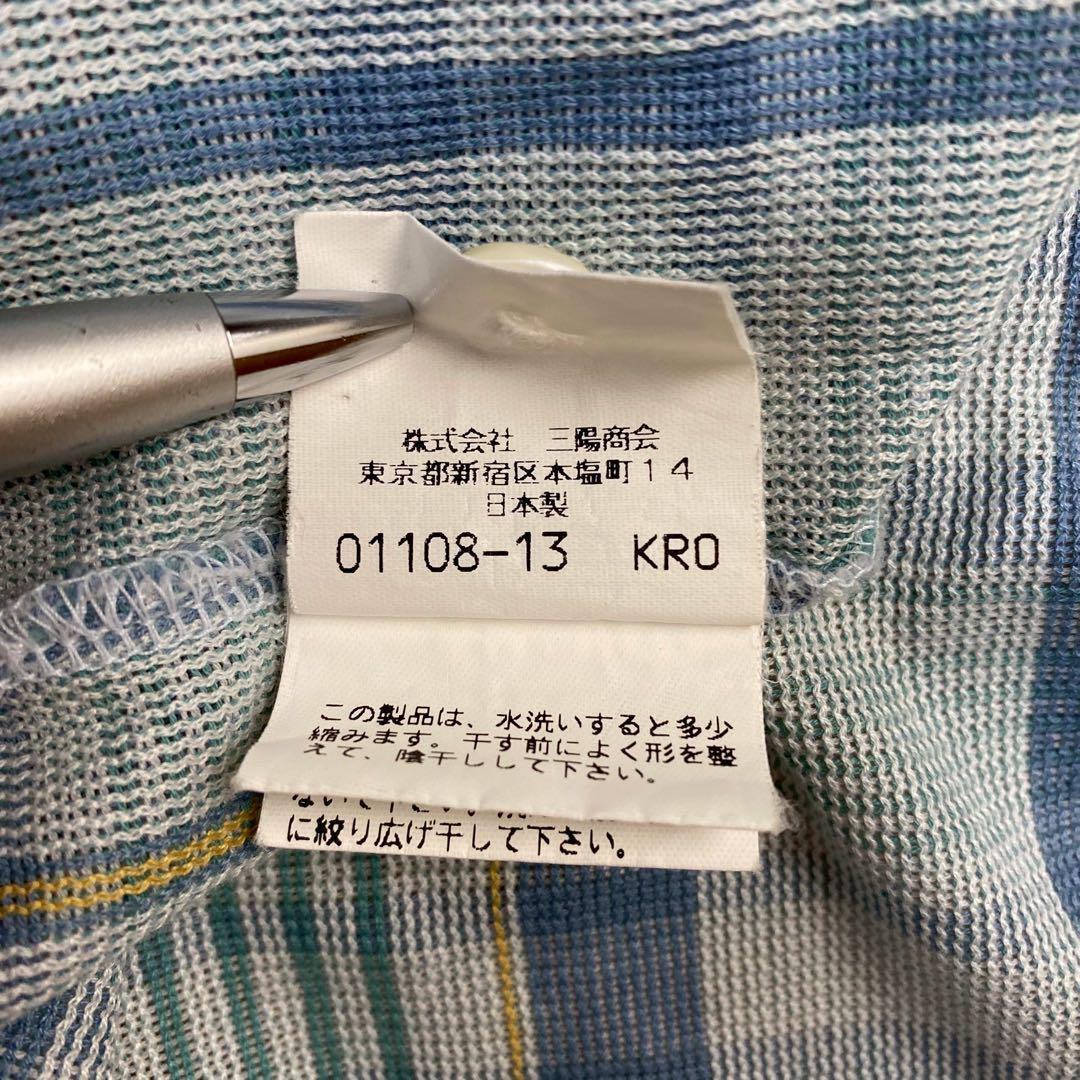 株式会社 三陽商会
東京都新宿区本塩町14
日本製
01108-13 KRO
この製品は、水洗いすると多少
縮みます。干す前によく形を整
えて、陰干しして下さい。
に絞り広げ干して下さい。